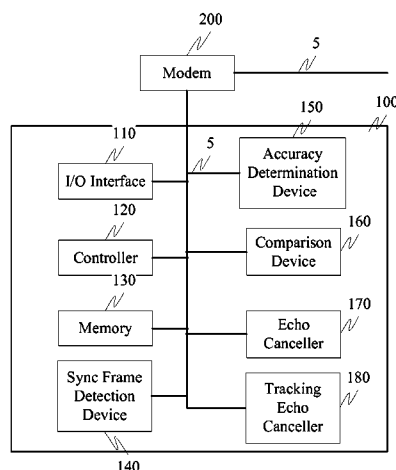 200
Modem
5
100
110
I/O Interface
5
150
Accuracy
Determination
Device
120
Controller
160
Comparison
Device
130
Memory
170
Echo
Canceller
Sync Frame
Detection
Device
140
180
Tracking
Echo
Canceller